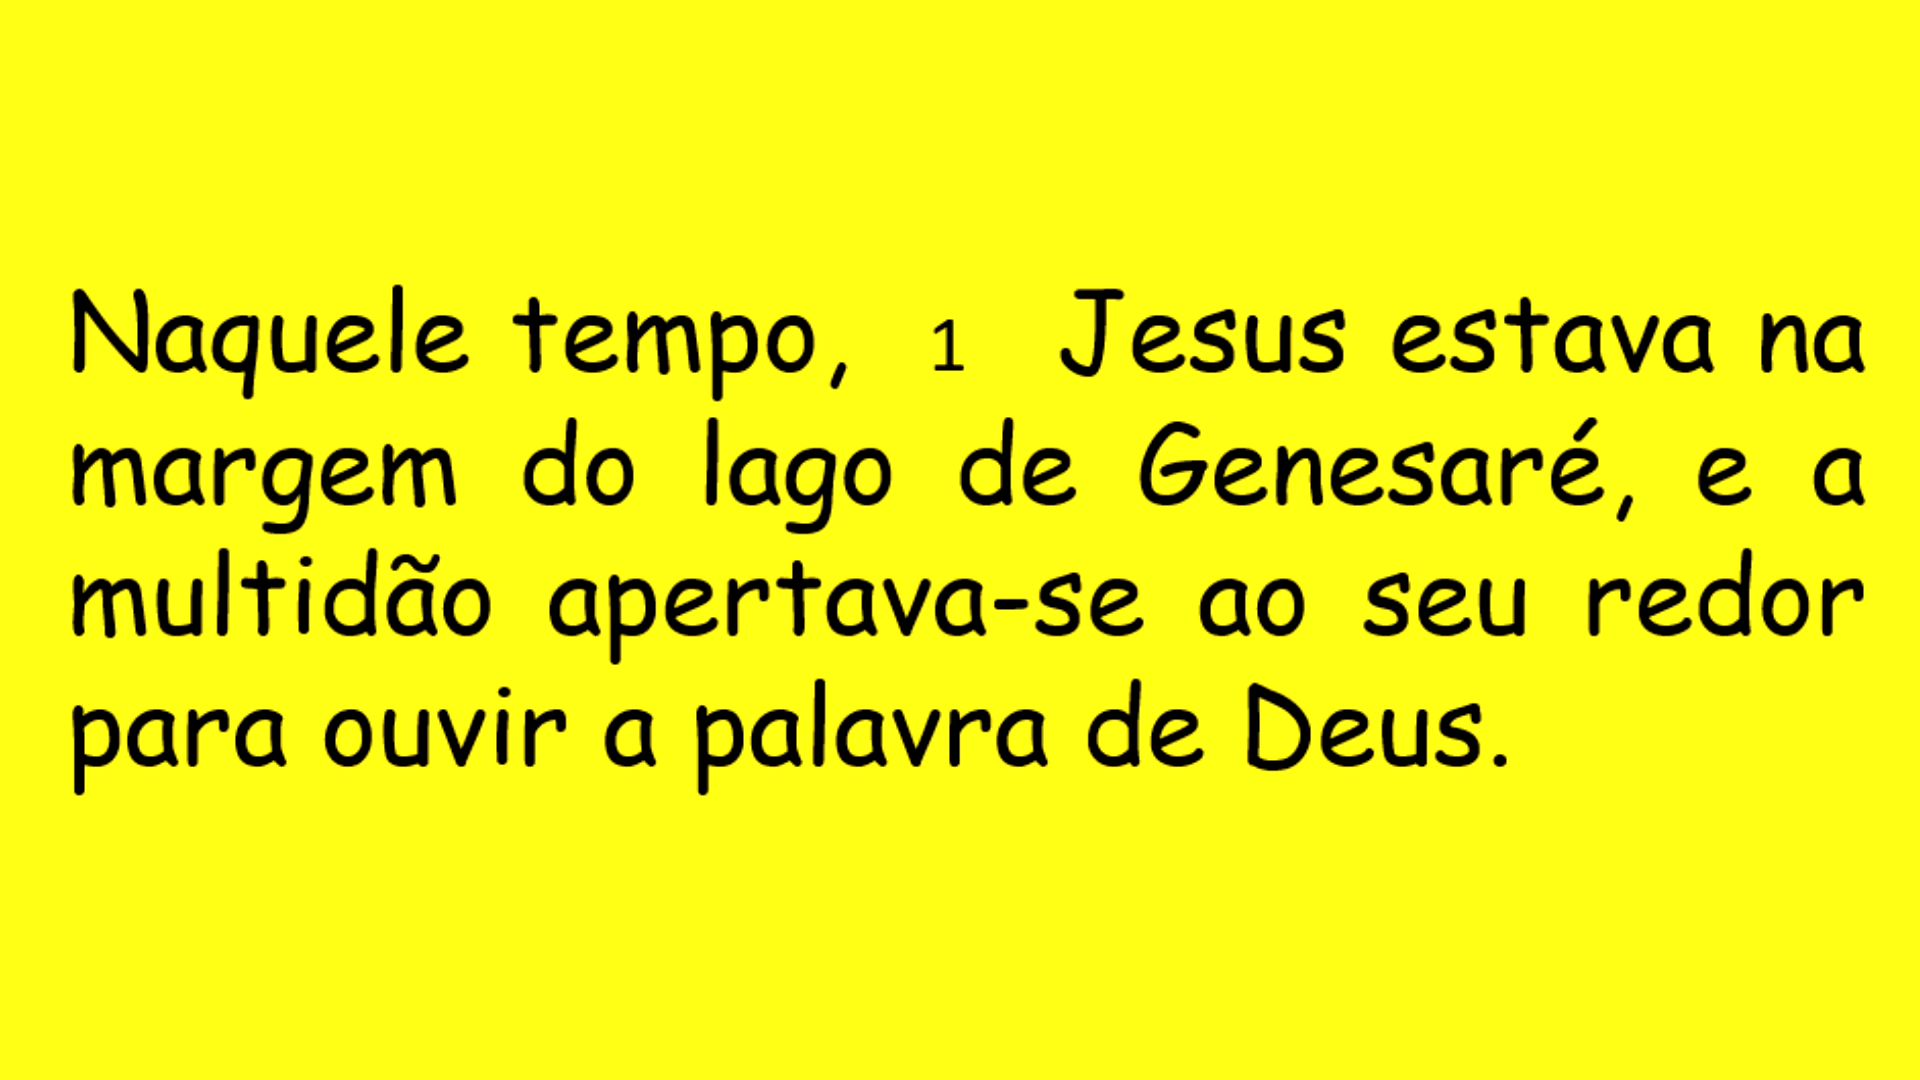 Naquele tempo, 1 Jesus estava na
margem do lago de Genesaré, e a
multidão apertava-se ao seu redor
para ouvir a palavra de Deus.